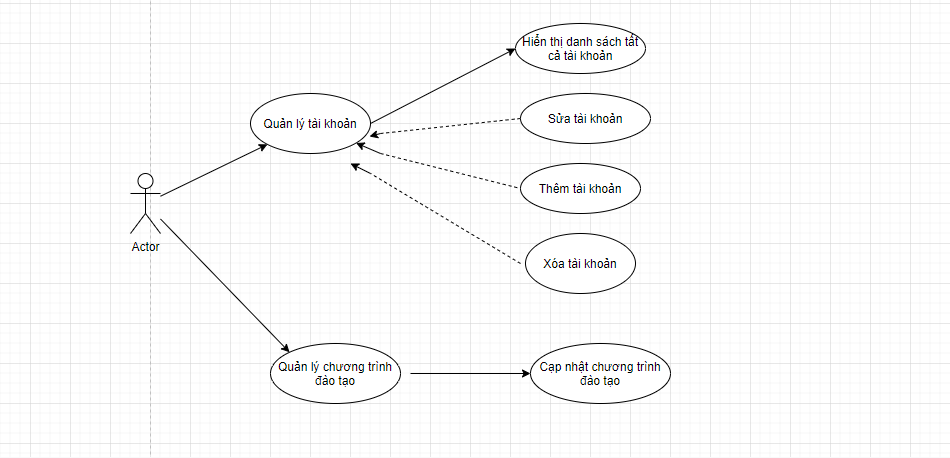 Hiển thị danh sách tất
cả tài khoản
Quản lý tài khoản
Sửa tài khoản
Thêm tài khoản
Actor
Xóa tài khoản
Quản lý chương trình
đào tạo
Cạp nhật chương trình
đào tạo